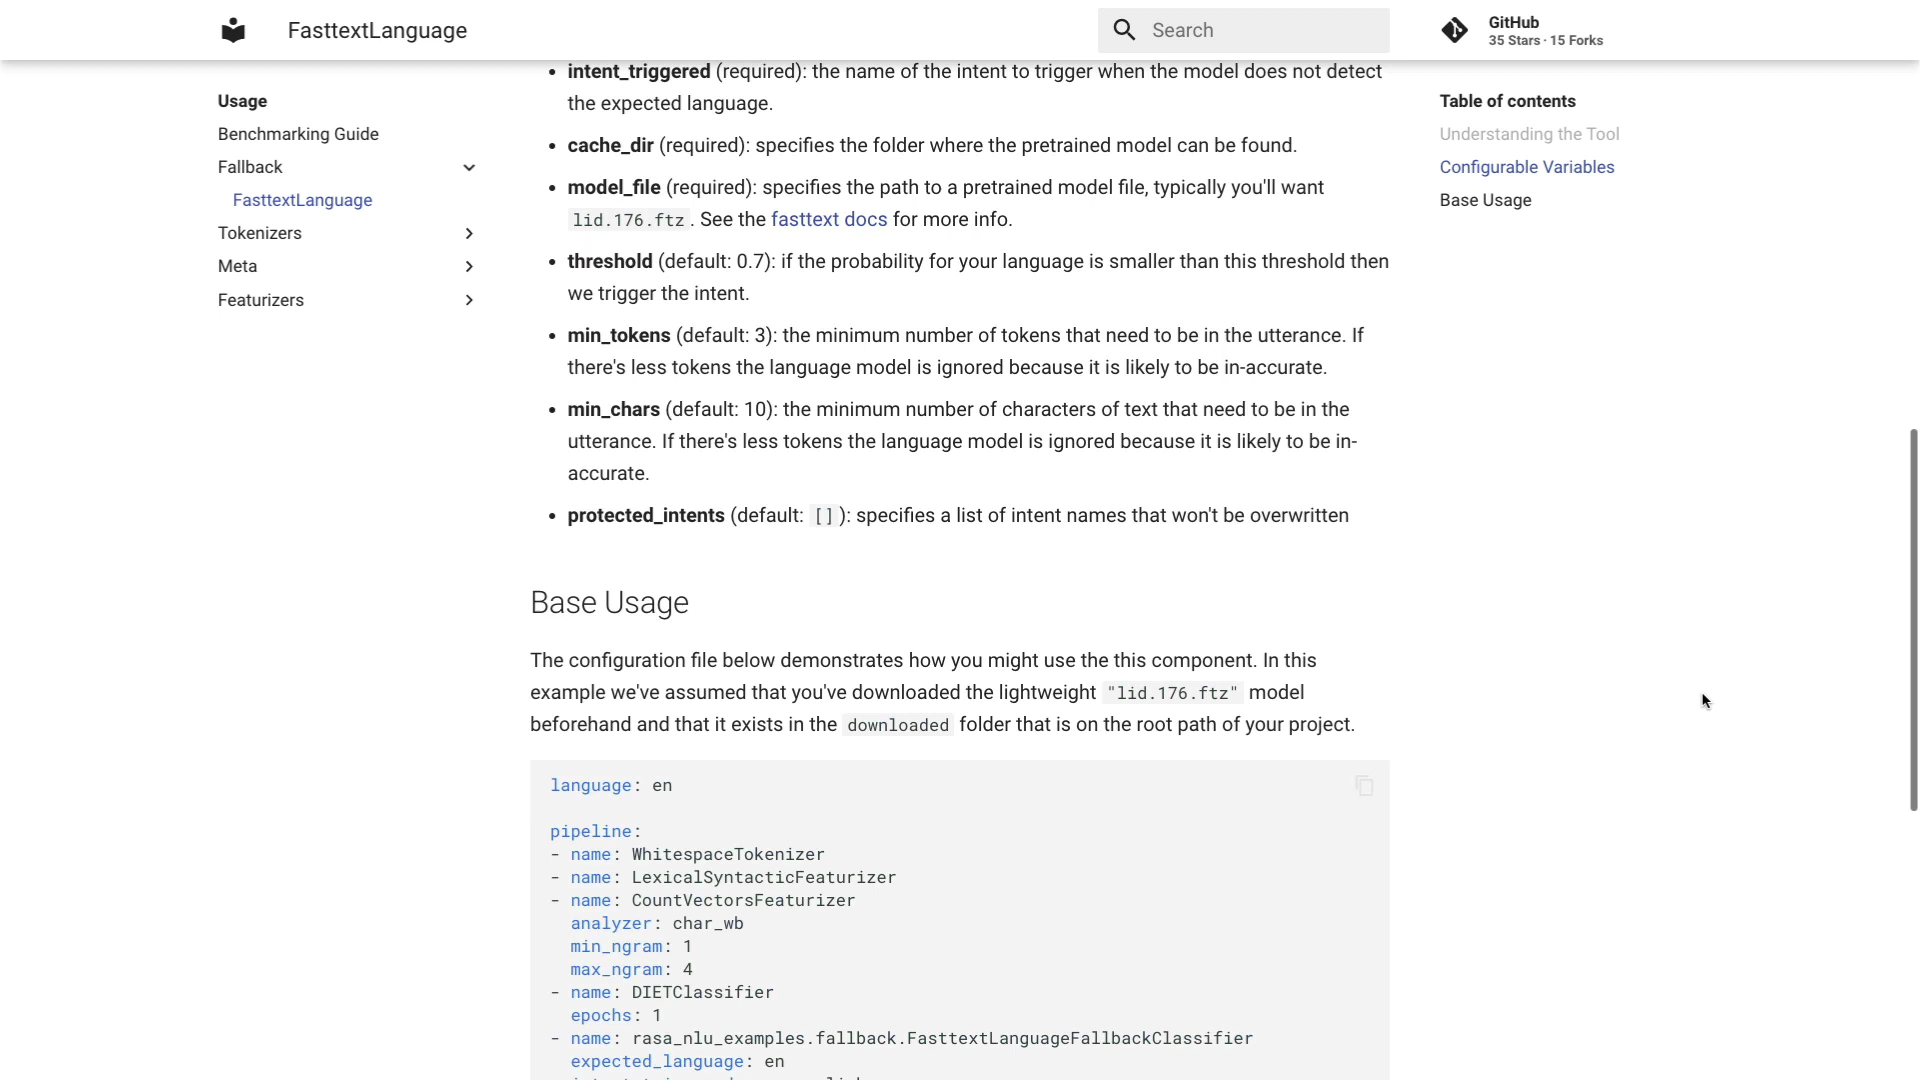 FasttextLanguage
Search
GitHub
35 Stars · 15 Forks
Usage
Benchmarking Guide
Fallback
FasttextLanguage
Tokenizers
Meta
Featurizers
• intent_triggered (required): the name of the intent to trigger when the model does not detect
the expected language.
• cache_dir (required): specifies the folder where the pretrained model can be found.
• model_file (required): specifies the path to a pretrained model file, typically you'll want
lid.176.ftz . See the fasttext docs for more info.
• threshold (default: 0.7): if the probability for your language is smaller than this threshold then
we trigger the intent.
• min_tokens (default: 3): the minimum number of tokens that need to be in the utterance. If
there's less tokens the language model is ignored because it is likely to be in-accurate.
• min_chars (default: 10): the minimum number of characters of text that need to be in the
utterance. If there's less tokens the language model is ignored because it is likely to be in-
accurate.
• protected_intents (default: [] ): specifies a list of intent names that won't be overwritten
Base Usage
The configuration file below demonstrates how you might use the this component. In this
example we've assumed that you've downloaded the lightweight "lid.176.ftz" model
beforehand and that it exists in the downloaded folder that is on the root path of your project.
language: en
pipeline:
- name: WhitespaceTokenizer
- name: LexicalSyntacticFeaturizer
- name: CountVectorsFeaturizer
analyzer: char_wb
min_ngram: 1
max_ngram: 4
- name: DIETClassifier
epochs: 1
- name: rasa_nlu_examples.fallback.FasttextLanguageFallbackClassifier
expected_language: en
Table of contents
Understanding the Tool
Configurable Variables
Base Usage